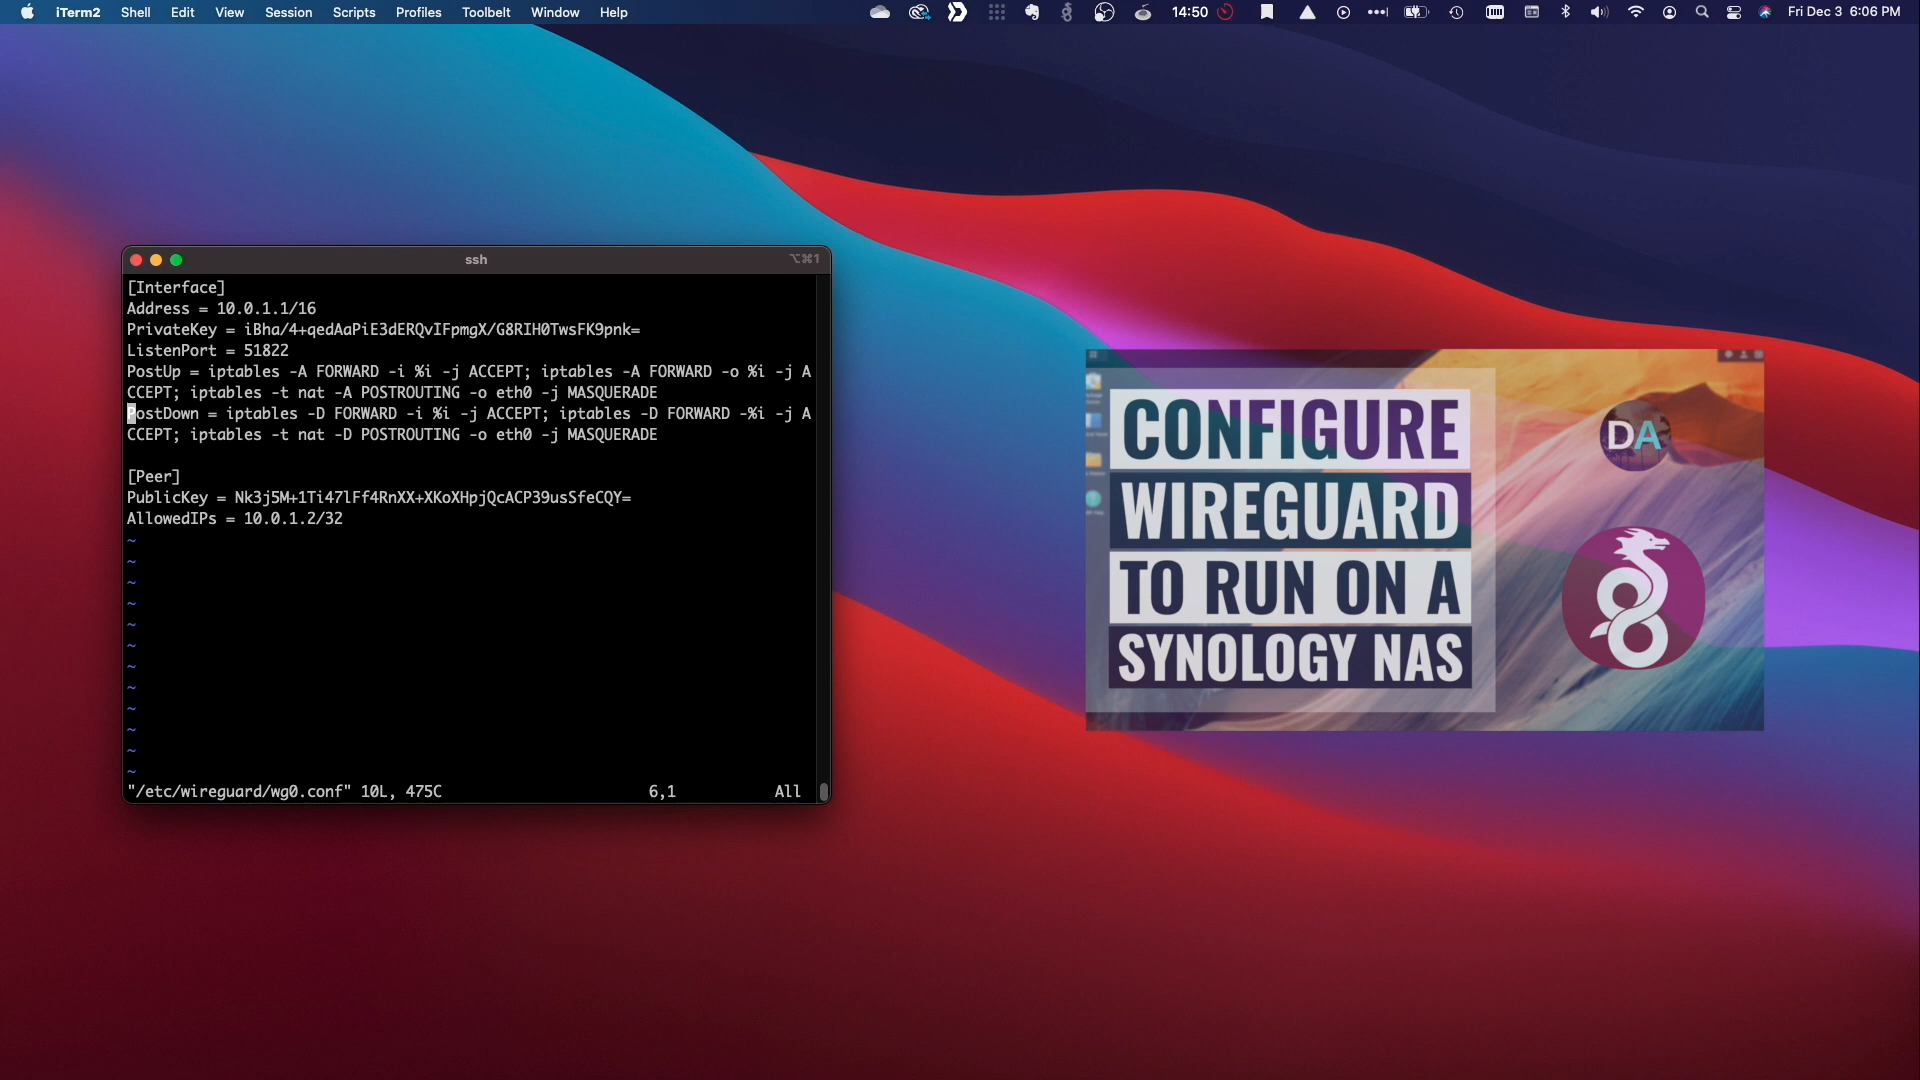 iTerm2 Shell Edit View Session Scripts Profiles Toolbelt Window Help 14:50 Fri Dec 3 6:06 PM
ssh ⌥⌘1
[Interface]
Address = 10.0.1.1/16
PrivateKey = iBha/4+qedAaPiE3dERQvIFpmgX/G8RIH0TwsFK9pnk=
ListenPort = 51822
PostUp = iptables -A FORWARD -i %i -j ACCEPT; iptables -A FORWARD -o %i -j A
CCEPT; iptables -t nat -A POSTROUTING -o eth0 -j MASQUERADE
PostDown = iptables -D FORWARD -i %i -j ACCEPT; iptables -D FORWARD -%i -j A
CCEPT; iptables -t nat -D POSTROUTING -o eth0 -j MASQUERADE
[Peer]
PublicKey = Nk3j5M+1Ti47lFf4RnXX+XKoXHpjQcACP39usSfeCQY=
AllowedIPs = 10.0.1.2/32
~
~
~
~
~
~
~
~
~
~
~
~
"/etc/wireguard/wg0.conf" 10L, 475C 6,1 All
CONFIGURE
WIREGUARD
TO RUN ON A
SYNOLOGY NAS
DA